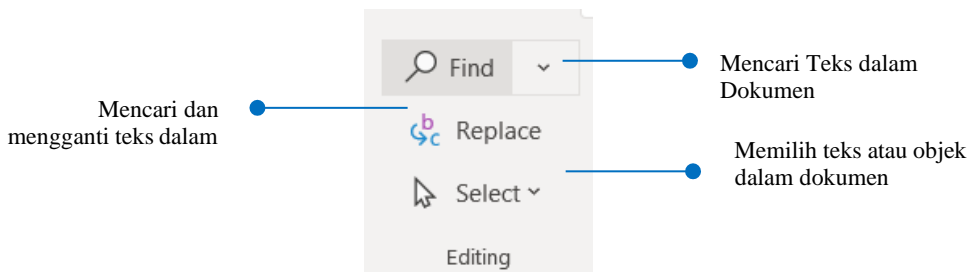 Find
Mencari Teks dalam
Dokumen
Mencari dan
mengganti teks dalam
Replace
Memilih teks atau objek
dalam dokumen
Select
Editing